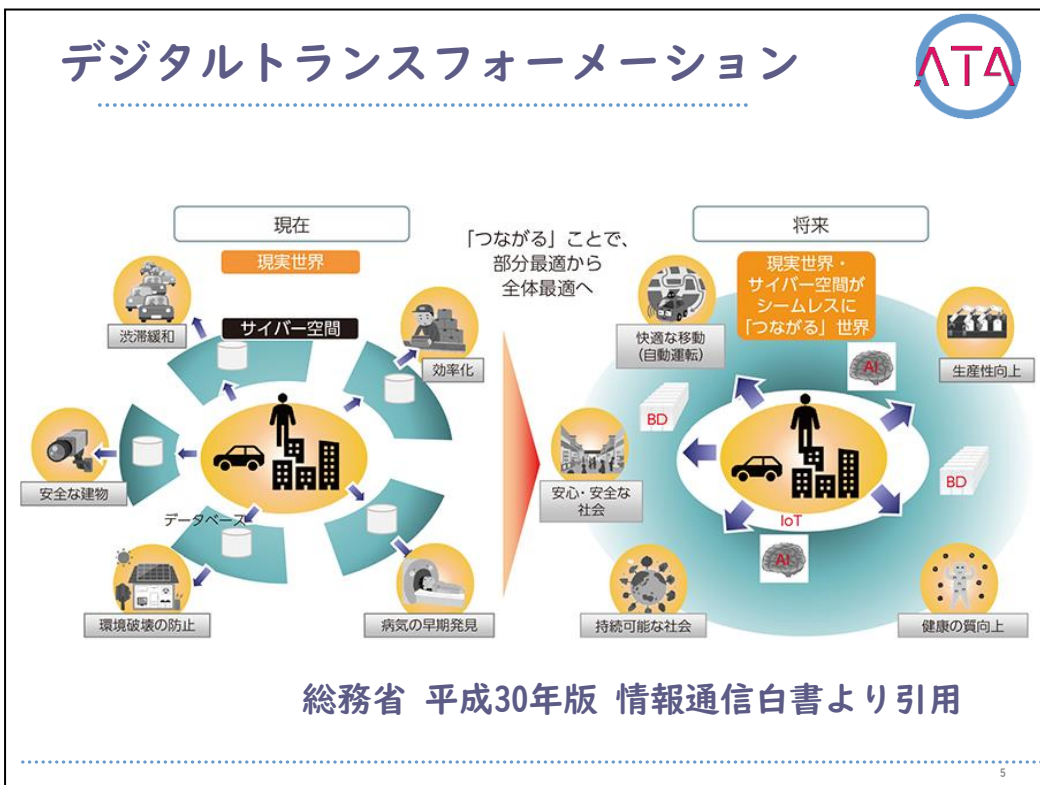 デジタルトランスフォーメーション
ATA
現在
現実世界
サイバー空間
渋滞緩和
効率化
安全な建物
データベース
環境破壊の防止
病気の早期発見
「つながる」ことで、
部分最適から
全体最適へ
将来
現実世界・
サイバー空間が
シームレスに
「つながる」世界
快適な移動
(自動運転)
AI
生産性向上
BD
BD
安心・安全な
社会
IoT
AI
持続可能な社会
健康の質向上
総務省 平成30年版 情報通信白書より引用
5